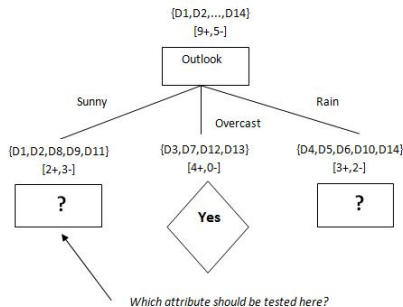 {D1,D2,...,D14}
[9+,5-]
Outlook
Sunny
Rain
Overcast
{D1,D2,D8,D9,D11}
[2+,3-]
{D3,D7,D12,D13}
[4+,0-]
{D4,D5,D6,D10,D14}
[3+,2-]
?
Yes
?
Which attribute should be tested here?